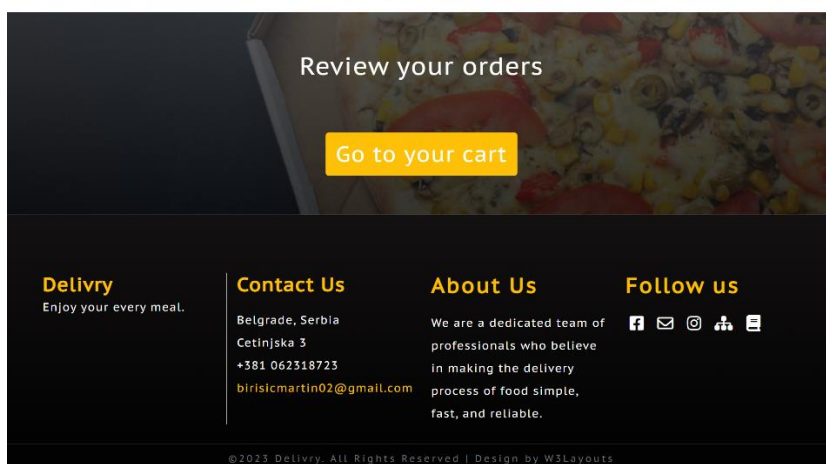 Review your orders
Go to your cart
Delivry
Enjoy your every meal.
Contact Us
Belgrade, Serbia
Cetinjska 3
+381 062318723
birisicmartin02@gmail.com
About Us
We are a dedicated team of
professionals who believe
in making the delivery
process of food simple,
fast, and reliable.
Follow us
©2023 Delivry. All Rights Reserved | Design by W3Layouts